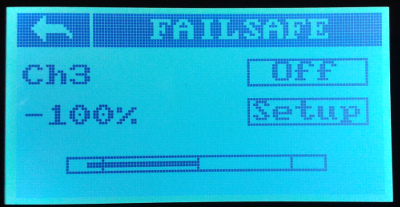 FAILSAFE
Ch3 Off
-100% Setup